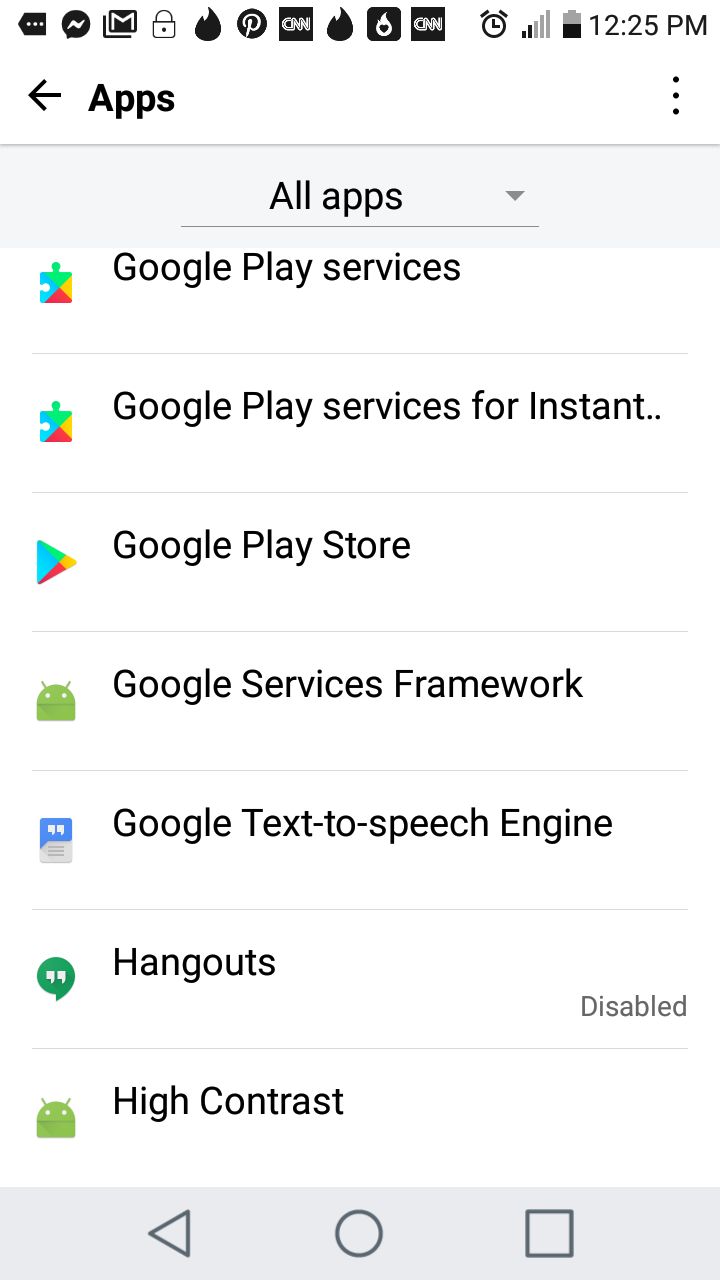 CNN CNN 12:25 PM
Apps
All apps
Google Play services
Google Play services for Instant..
Google Play Store
Google Services Framework
Google Text-to-speech Engine
Hangouts
Disabled
High Contrast